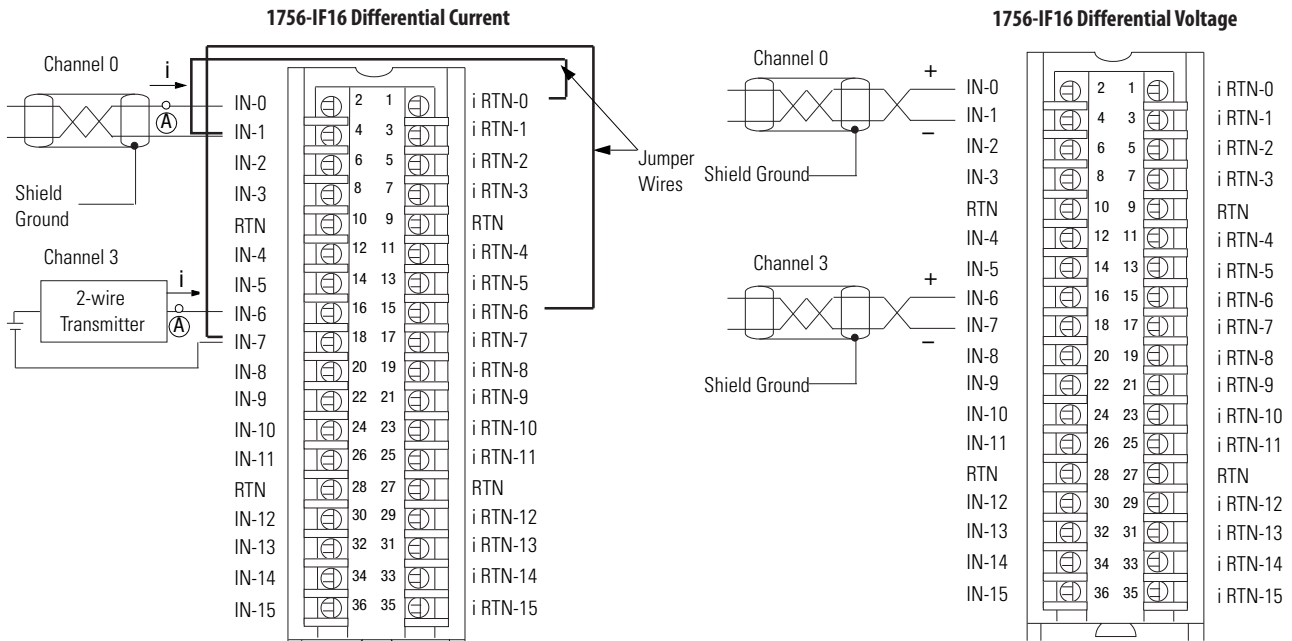 1756-IF16 Differential Current
Channel 0
i
A
Shield
Ground
Channel 3
i
2-wire
Transmitter
A
Jumper
Wires
IN-0 2 1 i RTN-0
IN-1 4 3 i RTN-1
IN-2 6 5 i RTN-2
IN-3 8 7 i RTN-3
RTN 10 9 RTN
IN-4 12 11 i RTN-4
IN-5 14 13 i RTN-5
IN-6 16 15 i RTN-6
IN-7 18 17 i RTN-7
IN-8 20 19 i RTN-8
IN-9 22 21 i RTN-9
IN-10 24 23 i RTN-10
IN-11 26 25 i RTN-11
RTN 28 27 RTN
IN-12 30 29 i RTN-12
IN-13 32 31 i RTN-13
IN-14 34 33 i RTN-14
IN-15 36 35 i RTN-15
1756-IF16 Differential Voltage
Channel 0
+
–
Shield Ground
Channel 3
+
–
Shield Ground
IN-0 2 1 i RTN-0
IN-1 4 3 i RTN-1
IN-2 6 5 i RTN-2
IN-3 8 7 i RTN-3
RTN 10 9 RTN
IN-4 12 11 i RTN-4
IN-5 14 13 i RTN-5
IN-6 16 15 i RTN-6
IN-7 18 17 i RTN-7
IN-8 20 19 i RTN-8
IN-9 22 21 i RTN-9
IN-10 24 23 i RTN-10
IN-11 26 25 i RTN-11
RTN 28 27 RTN
IN-12 30 29 i RTN-12
IN-13 32 31 i RTN-13
IN-14 34 33 i RTN-14
IN-15 36 35 i RTN-15